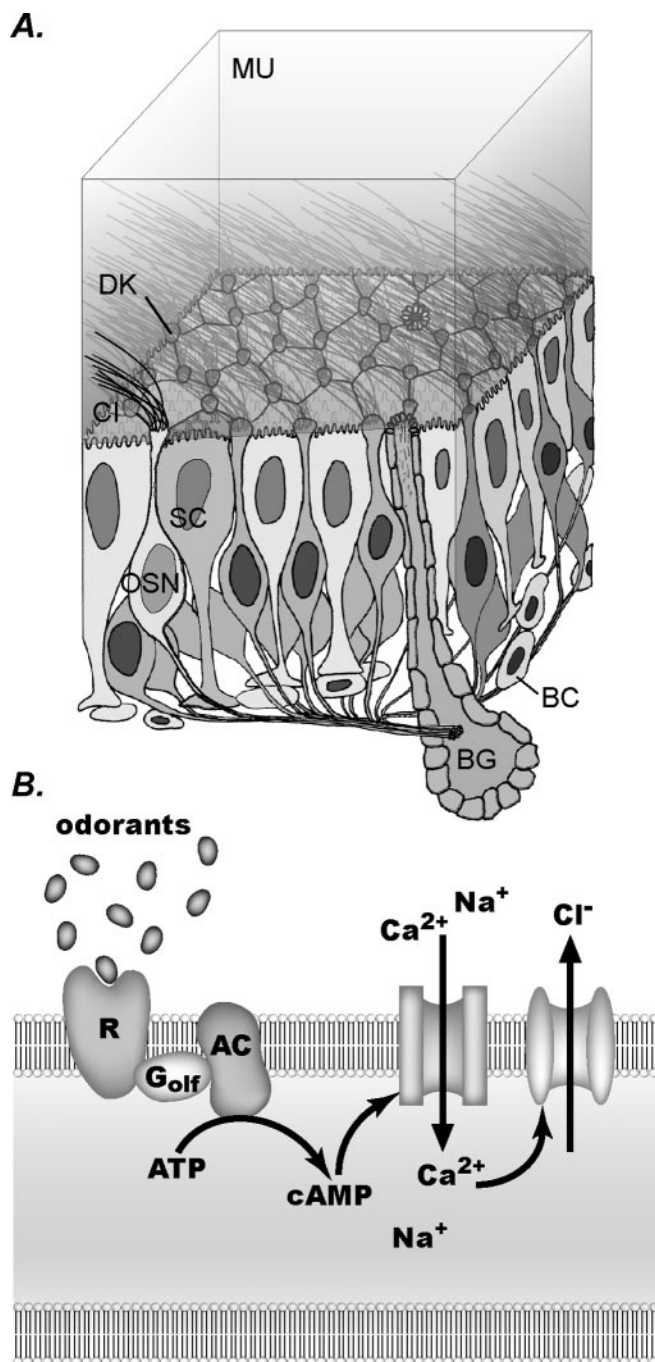 A.
MU
DK
CI
SC
OSN
BC
BG
B.
odorants
Na+
Ca2+
Cl-
R
AC
Golf
ATP
cAMP
Ca2+
Na+